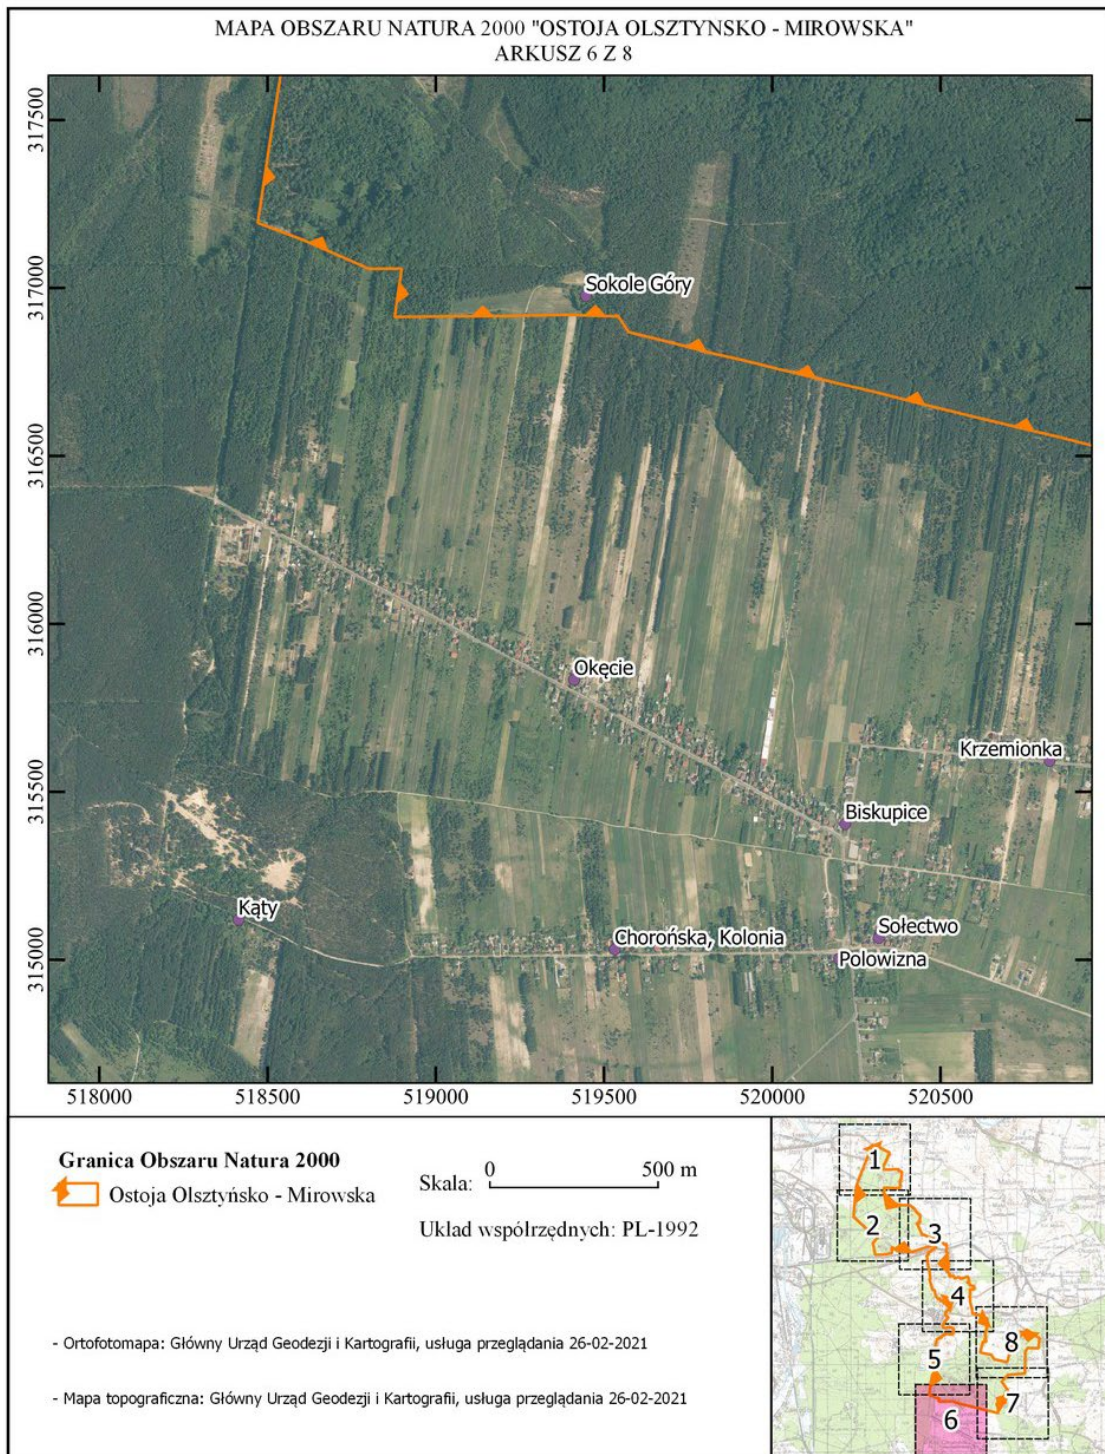 MAPA OBSZARU NATURA 2000 "OSTOJA OLSZTYNSKO - MIROWSKA"
ARKUSZ 6 Z 8
317500
317000
316500
316000
315500
315000
Sokole Góry
Okęcie
Krzemionka
Biskupice
Kąty
Chorońska, Kolonia
Sołectwo
Polowizna
518000 518500 519000 519500 520000 520500
Granica Obszaru Natura 2000
Ostoja Olsztyńsko - Mirowska
Skala: 0 500 m
Uklad wspólrzędnych: PL-1992
- Ortofotomapa: Główny Urząd Geodezji i Kartografii, usługa przeglądania 26-02-2021
- Mapa topograficzna: Główny Urząd Geodezji i Kartografii, usługa przeglądania 26-02-2021
1
2
3
4
5
8
7
6